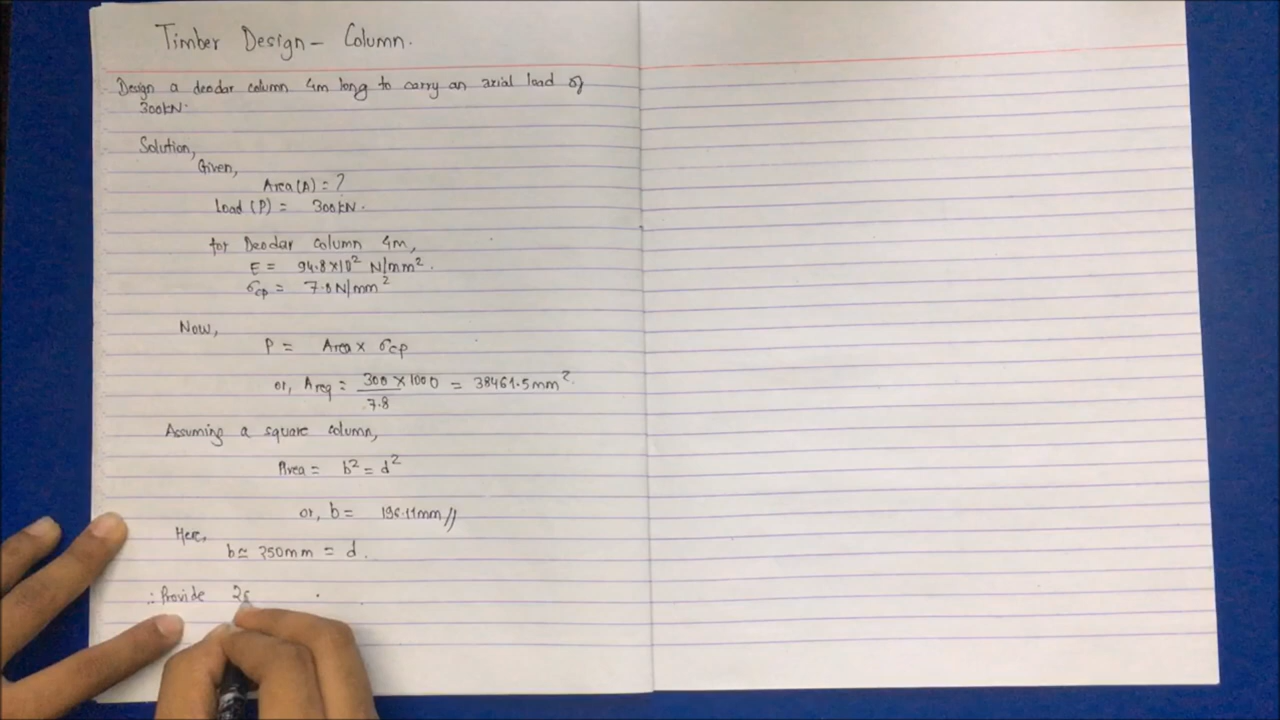 Timber Design - Column.
Design a deodar column 4m long to carry an axial load of
300kN.
Solution,
Given,
Area (A) = ?
Load (P) = 300kN.
for Deodar column 4m,
E = 94.8×10² N/mm².
σcp = 7.8 N/mm²
Now,
P = Area × σcp
or, Areq = 300 × 1000 / 7.8 = 38461.5mm².
Assuming a square column,
Area = b² = d²
or, b = 196.11mm//
Here,
b ≃ 250mm = d.
∴ Provide